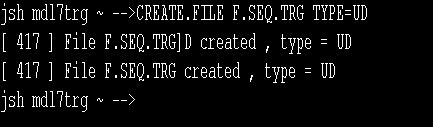 jsh mdl7trg ~ -->CREATE.FILE F.SEQ.TRG TYPE=UD
[ 417 ] File F.SEQ.TRG]D created , type = UD
[ 417 ] File F.SEQ.TRG created , type = UD
jsh mdl7trg ~ -->